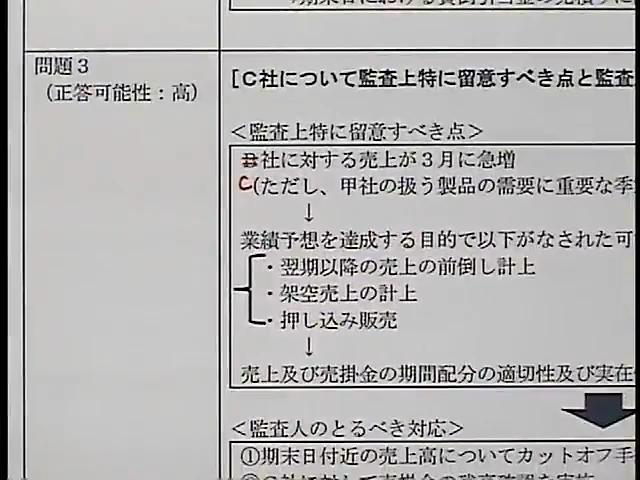 問題３
（正答可能性：高）
[Ｃ社について監査上特に留意すべき点と監査
＜監査上特に留意すべき点＞
B社に対する売上が３月に急増
C(ただし、甲社の扱う製品の需要に重要な季
↓
業績予想を達成する目的で以下がなされた可
・翌期以降の売上の前倒し計上
・架空売上の計上
・押し込み販売
↓
売上及び売掛金の期間配分の適切性及び実在
＜監査人のとるべき対応＞
①期末日付近の売上高についてカットオフ手